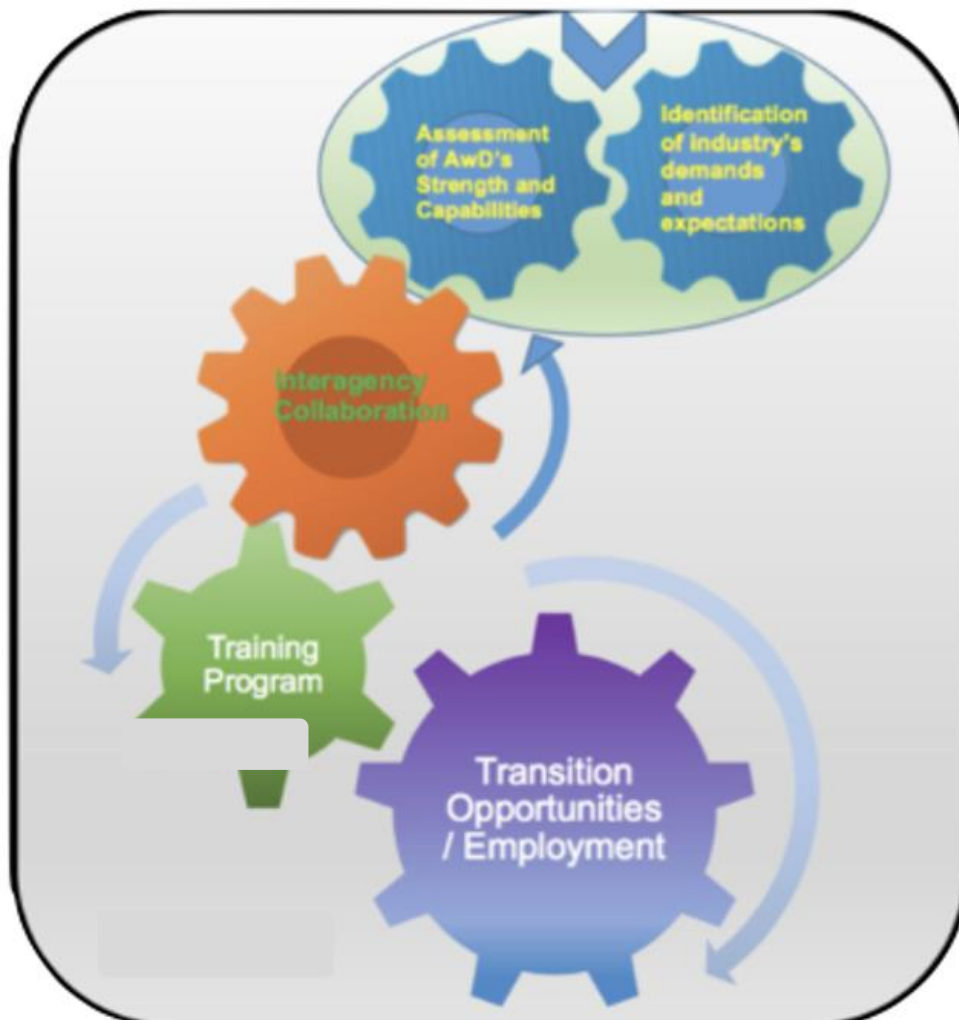 Assessment
of AwD's
Strength and
Capabilities
Identification
of industry's
demands
and
expectations
Interagency
Collaboration
Training
Program
Transition
Opportunities
/ Employment